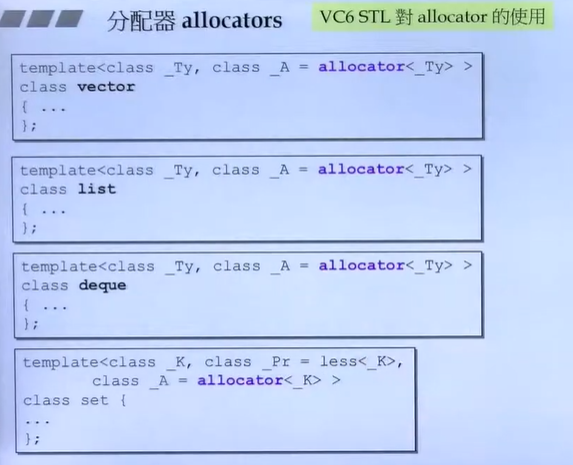 分配器 allocators
VC6 STL 對 allocator 的使用
template<class _Ty, class _A = allocator<_Ty> >
class vector
{ ...
};
template<class _Ty, class _A = allocator<_Ty> >
class list
{ ...
};
template<class _Ty, class _A = allocator<_Ty> >
class deque
{ ...
};
template<class _K, class _Pr = less<_K>,
class _A = allocator<_K> >
class set {
...
};